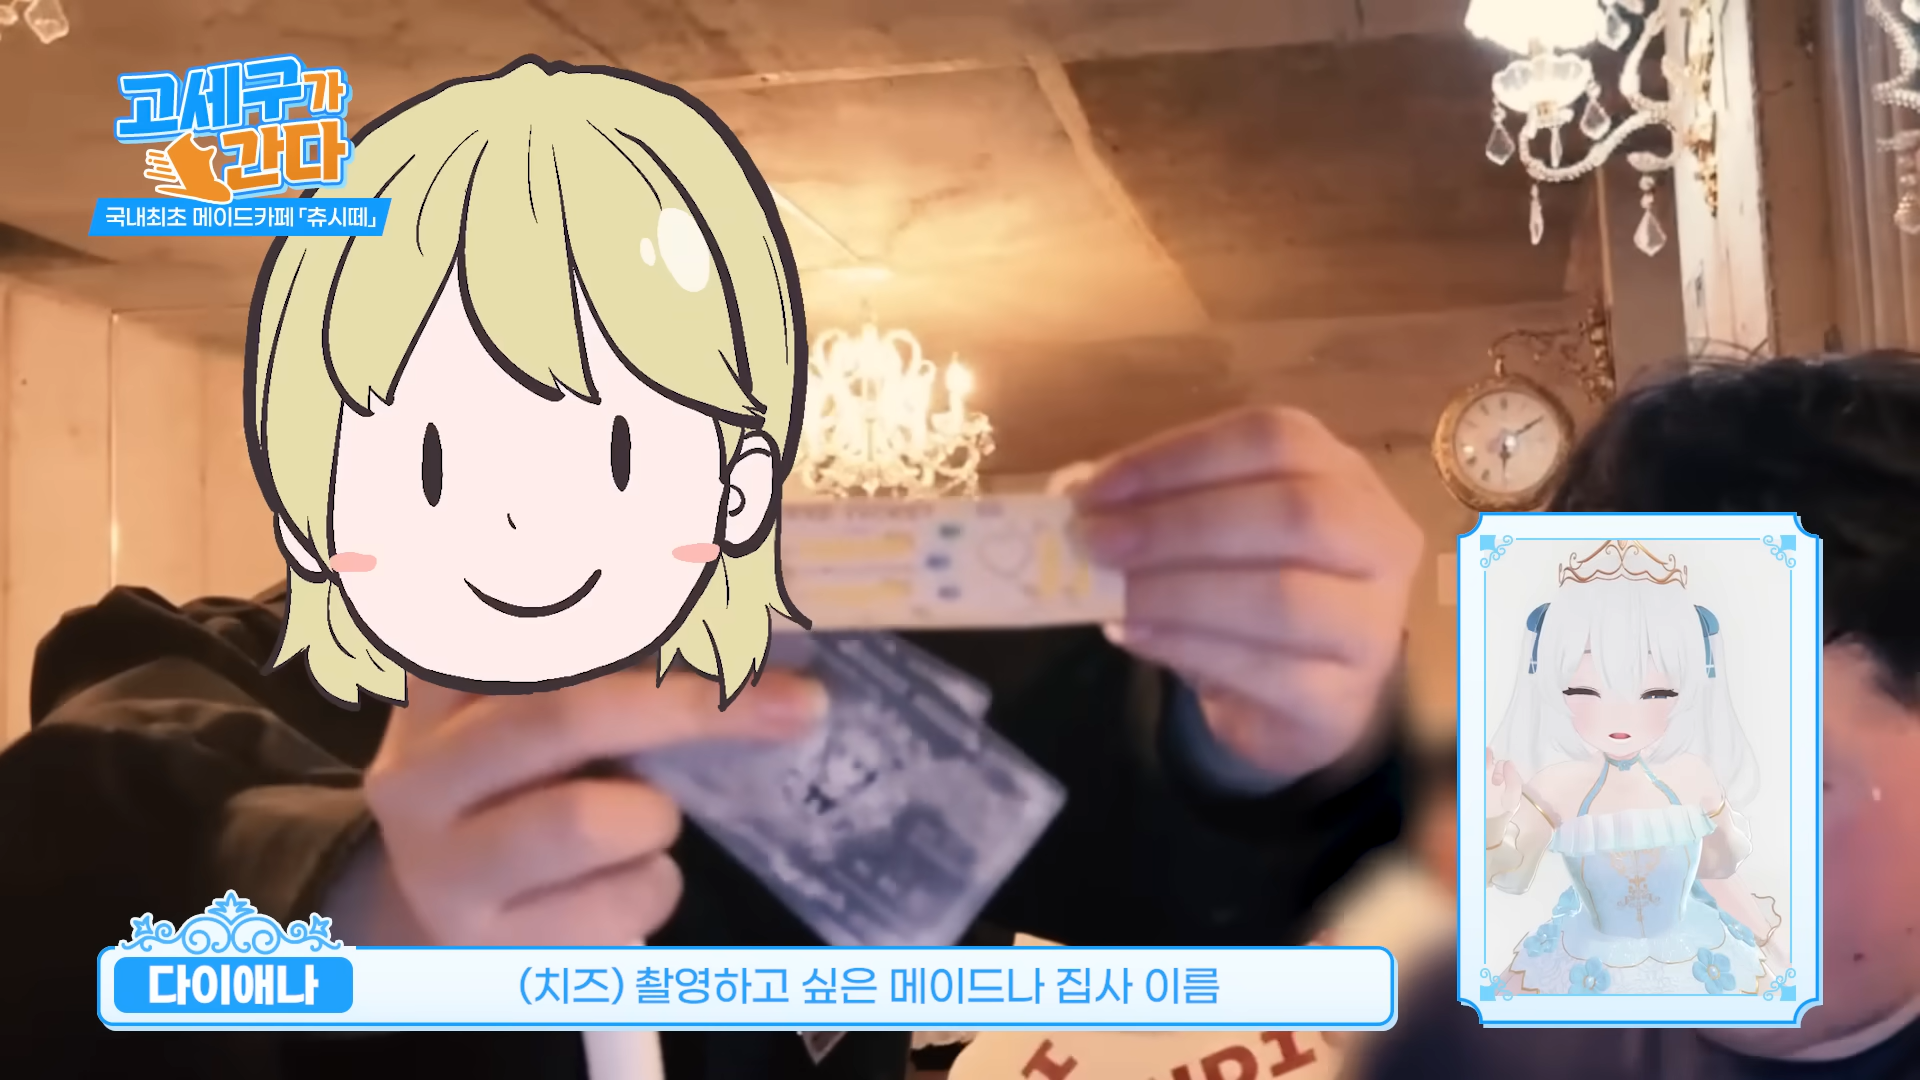 고세구가
간다
국내최초 메이드카페 「츄시떼」
다이애나
(치즈) 촬영하고 싶은 메이드나 집사 이름